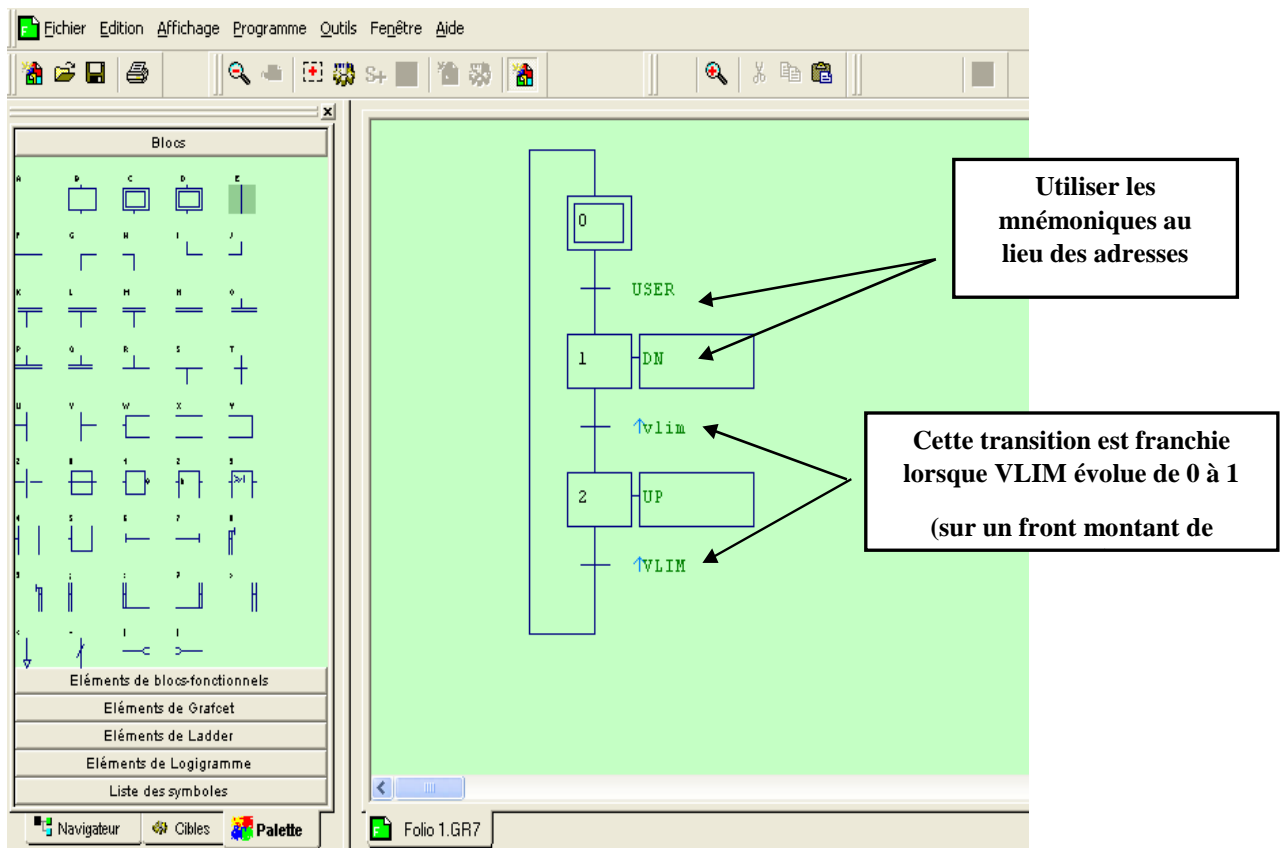 Fichier Edition Affichage Programme Outils Fenêtre Aide
Blocs
0
USER
1 DN
↑vlim
2 UP
↑VLIM
Utiliser les
mnémoniques au
lieu des adresses
Cette transition est franchie
lorsque VLIM évolue de 0 à 1
(sur un front montant de
Eléments de blocs-fonctionnels
Eléments de Grafcet
Eléments de Ladder
Eléments de Logigramme
Liste des symboles
Navigateur Cibles Palette
Folio 1.GR7